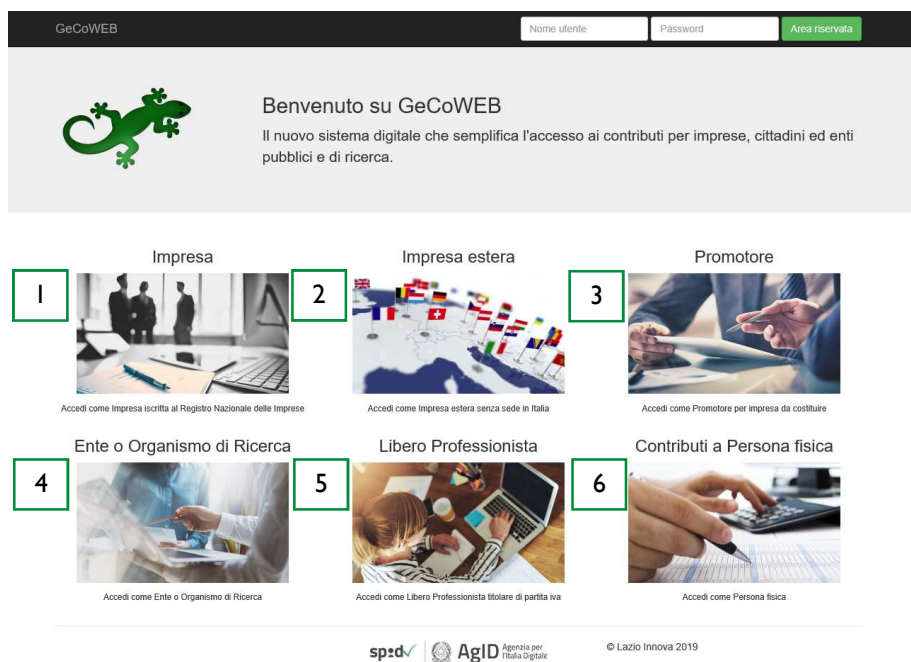 GeCoWEB
Nome utente
Password
Area riservata
Benvenuto su GeCoWEB
Il nuovo sistema digitale che semplifica l'accesso ai contributi per imprese, cittadini ed enti
pubblici e di ricerca.
Impresa
Impresa estera
Promotore
1
2
3
Accedi come Impresa iscritta al Registro Nazionale delle Imprese
Accedi come Impresa estera senza sede in Italia
Accedi come Promotore per impresa da costituire
Ente o Organismo di Ricerca
Libero Professionista
Contributi a Persona fisica
4
5
6
Accedi come Ente o Organismo di Ricerca
Accedi come Libero Professionista titolare di partita iva
Accedi come Persona fisica
spid
AgID Agenzia per
l'Italia Digitale
© Lazio Innova 2019